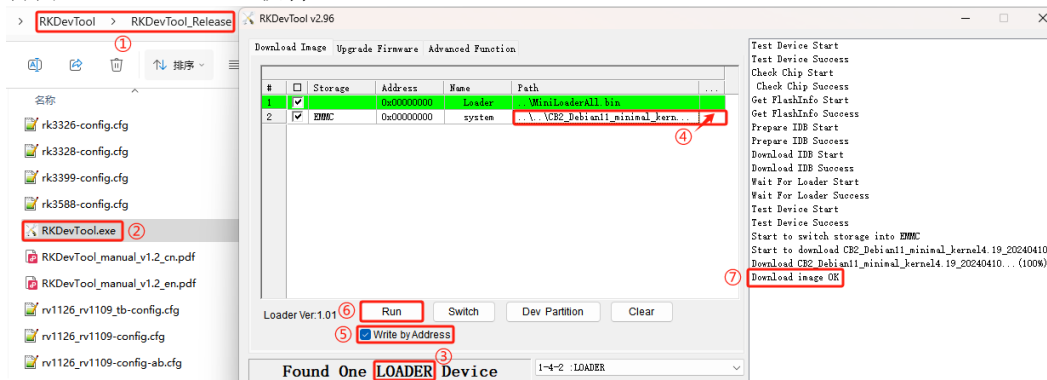 > RKDevTool > RKDevTool_Release
①
排序
名称
rk3326-config.cfg
rk3328-config.cfg
rk3399-config.cfg
rk3588-config.cfg
RKDevTool.exe ②
RKDevTool_manual_v1.2_cn.pdf
RKDevTool_manual_v1.2_en.pdf
rv1126_rv1109_tb-config.cfg
rv1126_rv1109-config.cfg
rv1126_rv1109-config-ab.cfg
RKDevTool v2.96
Download Image Upgrade Firmware Advanced Function
# Storage Address Name Path ...
1 0x00000000 Loader ..\MiniLoaderAll.bin
2 EMMC 0x00000000 system ..\..\CB2_Debian11_minimal_kern...
④
Loader Ver:1.01 ⑥ Run Switch Dev Partition Clear
⑤ Write by Address
③
Found One LOADER Device 1-4-2 :LOADER
Test Device Start
Test Device Success
Check Chip Start
Check Chip Success
Get FlashInfo Start
Get FlashInfo Success
Prepare IDB Start
Prepare IDB Success
Download IDB Start
Download IDB Success
Wait For Loader Start
Wait For Loader Success
Test Device Start
Test Device Success
Start to switch storage into EMMC
Start to download CB2_Debian11_minimal_kernel4.19_20240410
Download CB2_Debian11_minimal_kernel4.19_20240410...(100%)
⑦ Download image OK